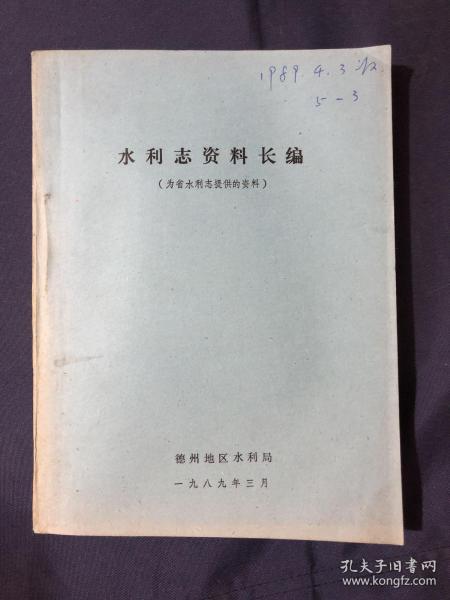 1989.4.3收
5-3
水利志资料长编
(为省水利志提供的资料)
德州地区水利局
一九八九年三月
孔夫子旧书网
www.kongfz.com